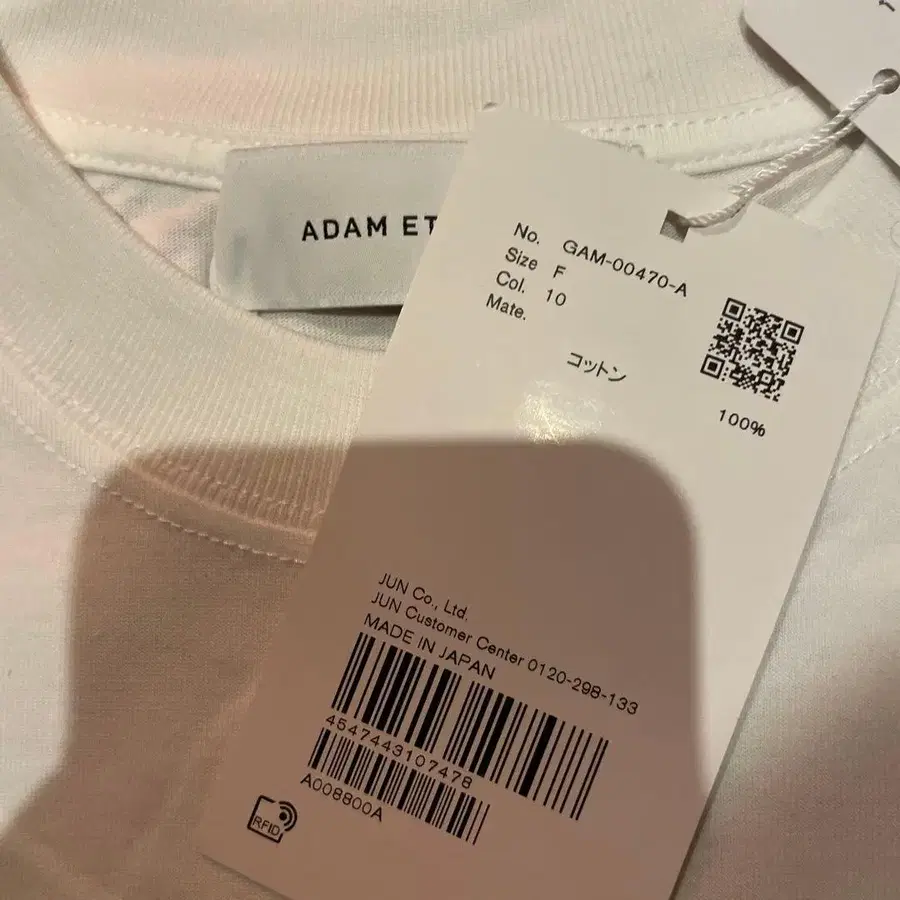 ADAM ET
No. GAM-00470-A
Size F
Col. 10
Mate.
コットン 100%
JUN Co., Ltd.
JUN Customer Center 0120-298-133
MADE IN JAPAN
4547443107478
A008800A
RFID